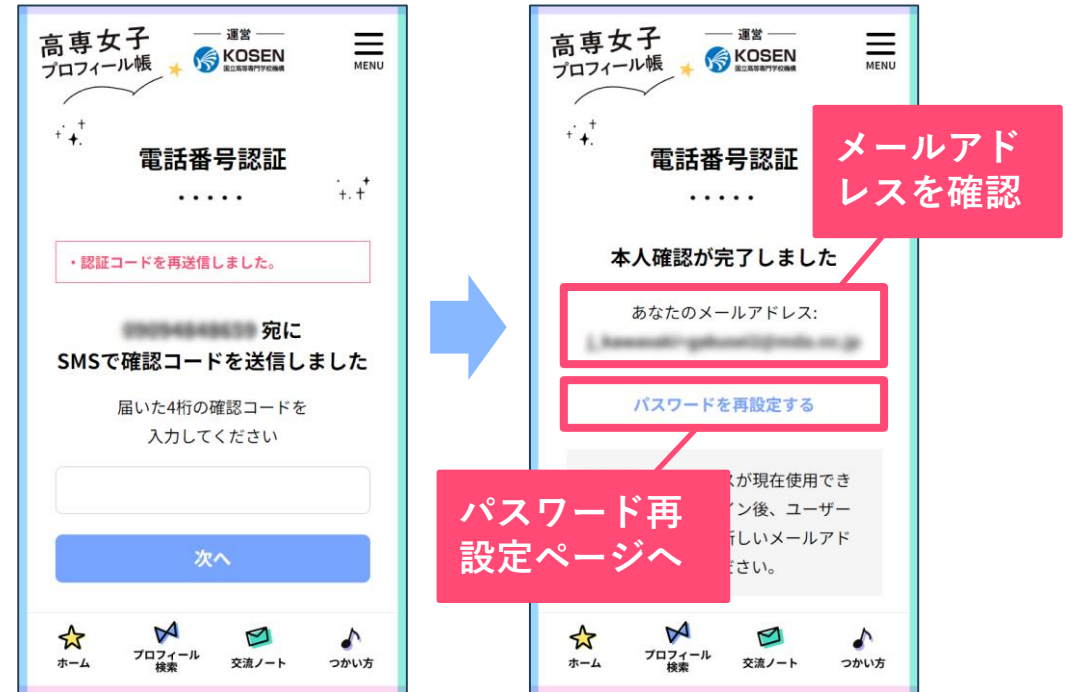 高専女子
プロフィール帳
運営
KOSEN
国立高等専門学校機構
MENU
電話番号認証
・認証コードを再送信しました。
宛に
SMSで確認コードを送信しました
届いた4桁の確認コードを
入力してください
次へ
ホーム
プロフィール
検索
交流ノート
つかい方
高専女子
プロフィール帳
運営
KOSEN
国立高等専門学校機構
MENU
電話番号認証
メールアド
レスを確認
本人確認が完了しました
あなたのメールアドレス:
パスワードを再設定する
パスワード再
設定ページへ
が現在使用でき
イン後、ユーザー
新しいメールアド
ださい。
ホーム
プロフィール
検索
交流ノート
つかい方